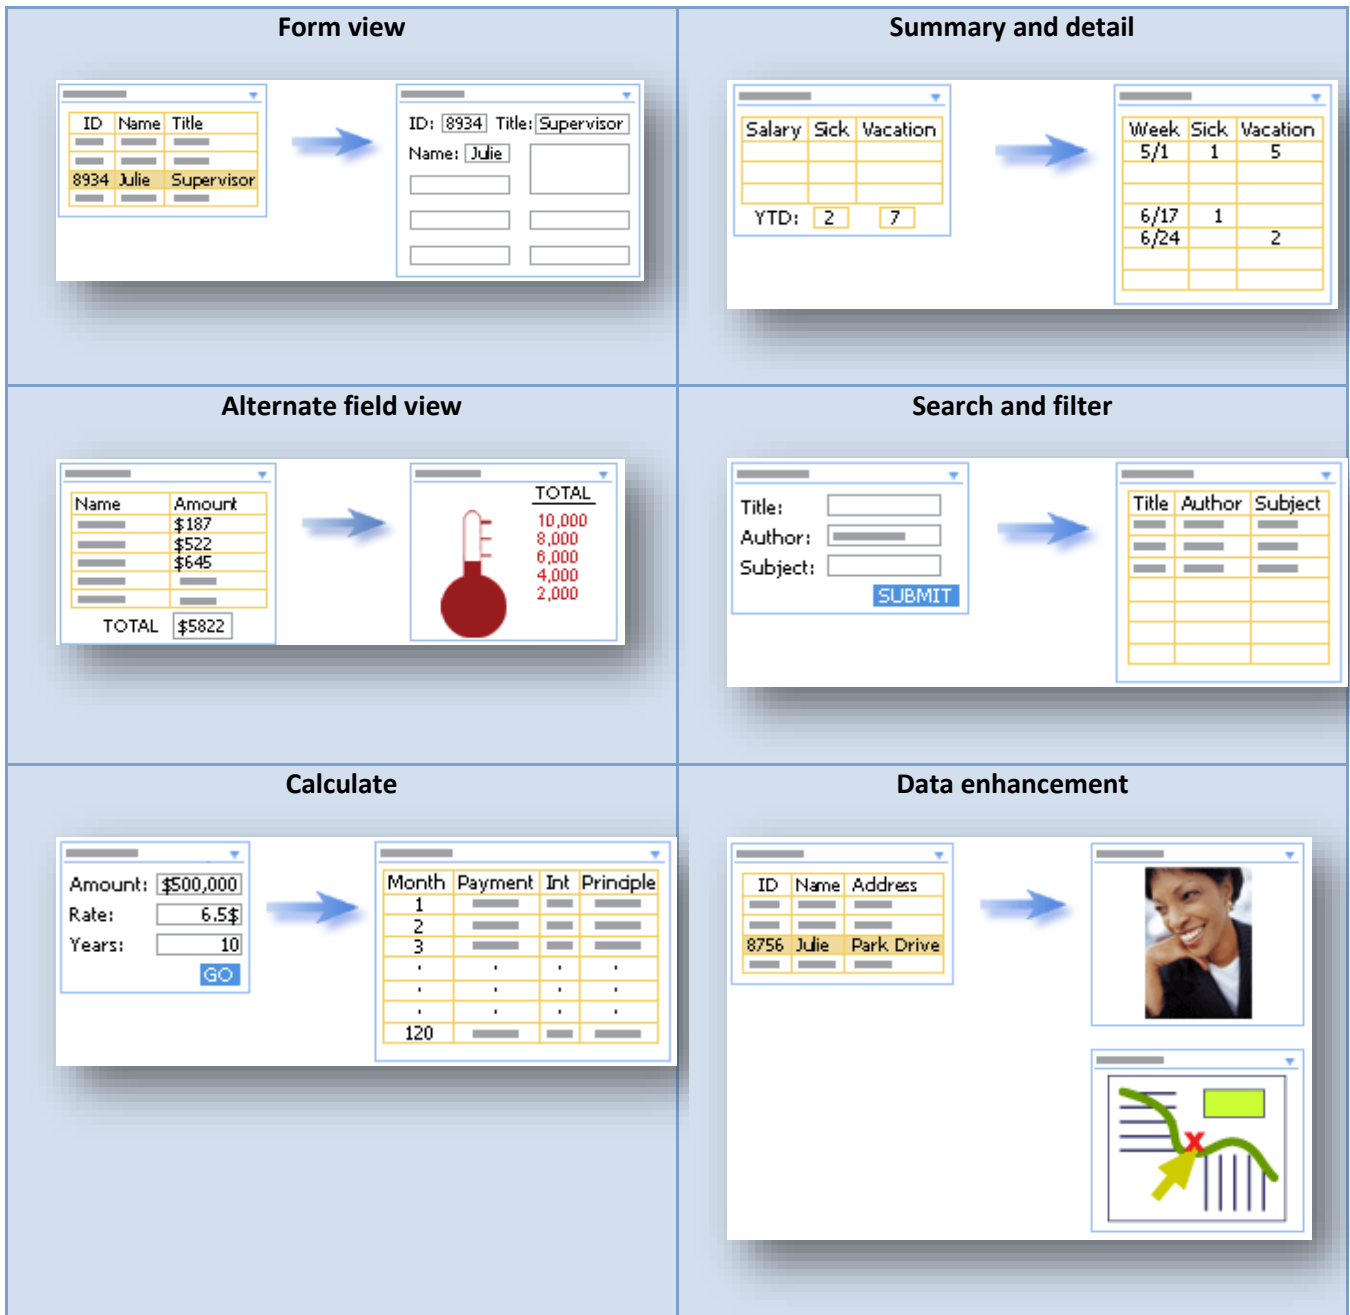 Form view
ID Name Title
8934 Julie Supervisor
ID: 8934 Title: Supervisor
Name: Julie
Summary and detail
Salary Sick Vacation
YTD: 2 7
Week Sick Vacation
5/1 1 5
6/17 1
6/24 2
Alternate field view
Name Amount
$187
$522
$645
TOTAL $5822
TOTAL
10,000
8,000
6,000
4,000
2,000
Search and filter
Title:
Author:
Subject:
SUBMIT
Title Author Subject
Calculate
Amount: $500,000
Rate: 6.5$
Years: 10
GO
Month Payment Int Principle
1
2
3
120
Data enhancement
ID Name Address
8756 Julie Park Drive
X